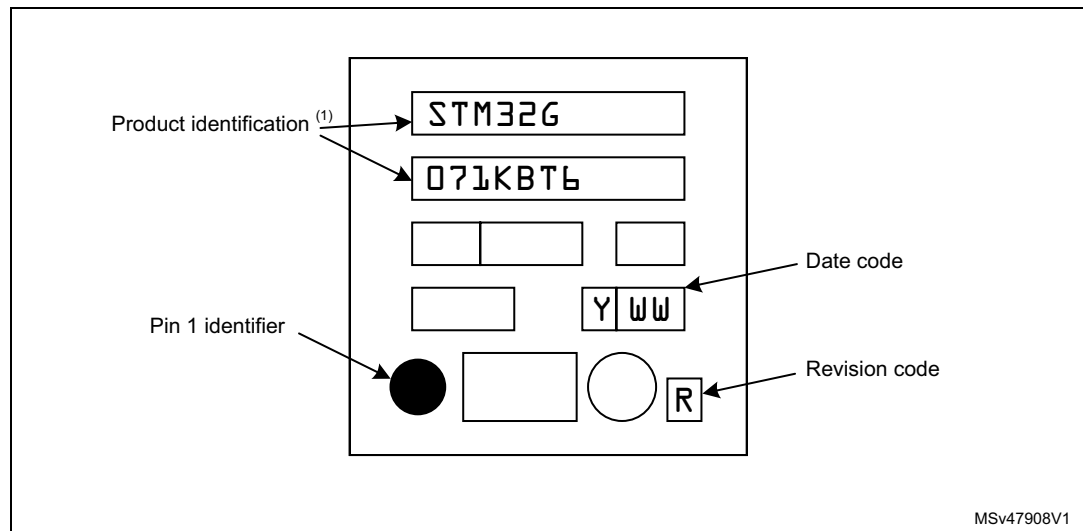 Product identification (1)
STM32G
071KBT6
Date code
Y WW
Pin 1 identifier
Revision code
R
MSv47908V1